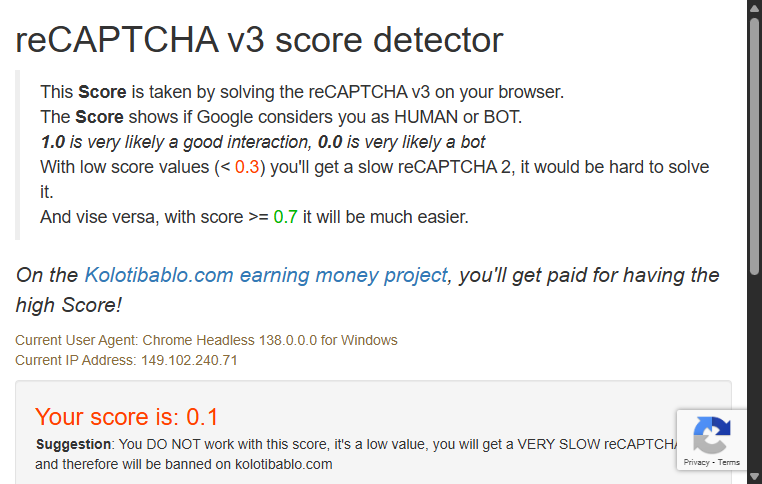 reCAPTCHA v3 score detector
This Score is taken by solving the reCAPTCHA v3 on your browser.
The Score shows if Google considers you as HUMAN or BOT.
1.0 is very likely a good interaction, 0.0 is very likely a bot
With low score values (< 0.3) you'll get a slow reCAPTCHA 2, it would be hard to solve
it.
And vise versa, with score >= 0.7 it will be much easier.
On the Kolotibablo.com earning money project, you'll get paid for having the
high Score!
Current User Agent: Chrome Headless 138.0.0.0 for Windows
Current IP Address: 149.102.240.71
Your score is: 0.1
Suggestion: You DO NOT work with this score, it's a low value, you will get a VERY SLOW reCAPTCHA
and therefore will be banned on kolotibablo.com
Privacy - Terms